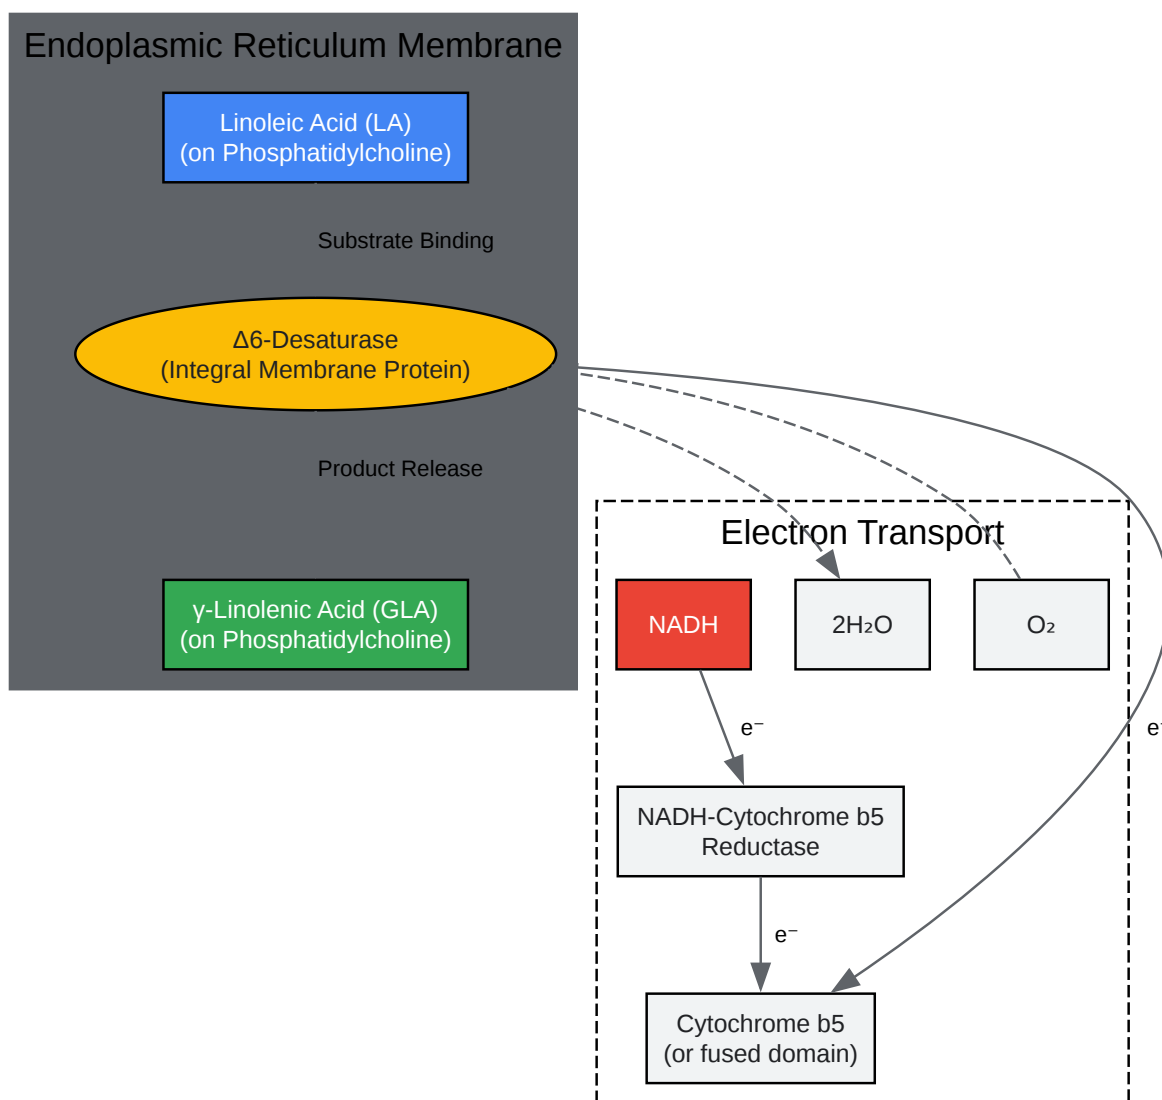 Endoplasmic Reticulum Membrane
Linoleic Acid (LA)
(on Phosphatidylcholine)
Substrate Binding
Δ6-Desaturase
(Integral Membrane Protein)
Product Release
γ-Linolenic Acid (GLA)
(on Phosphatidylcholine)
Electron Transport
NADH
2H₂O
O₂
e⁻
e⁻
NADH-Cytochrome b5
Reductase
e⁻
Cytochrome b5
(or fused domain)